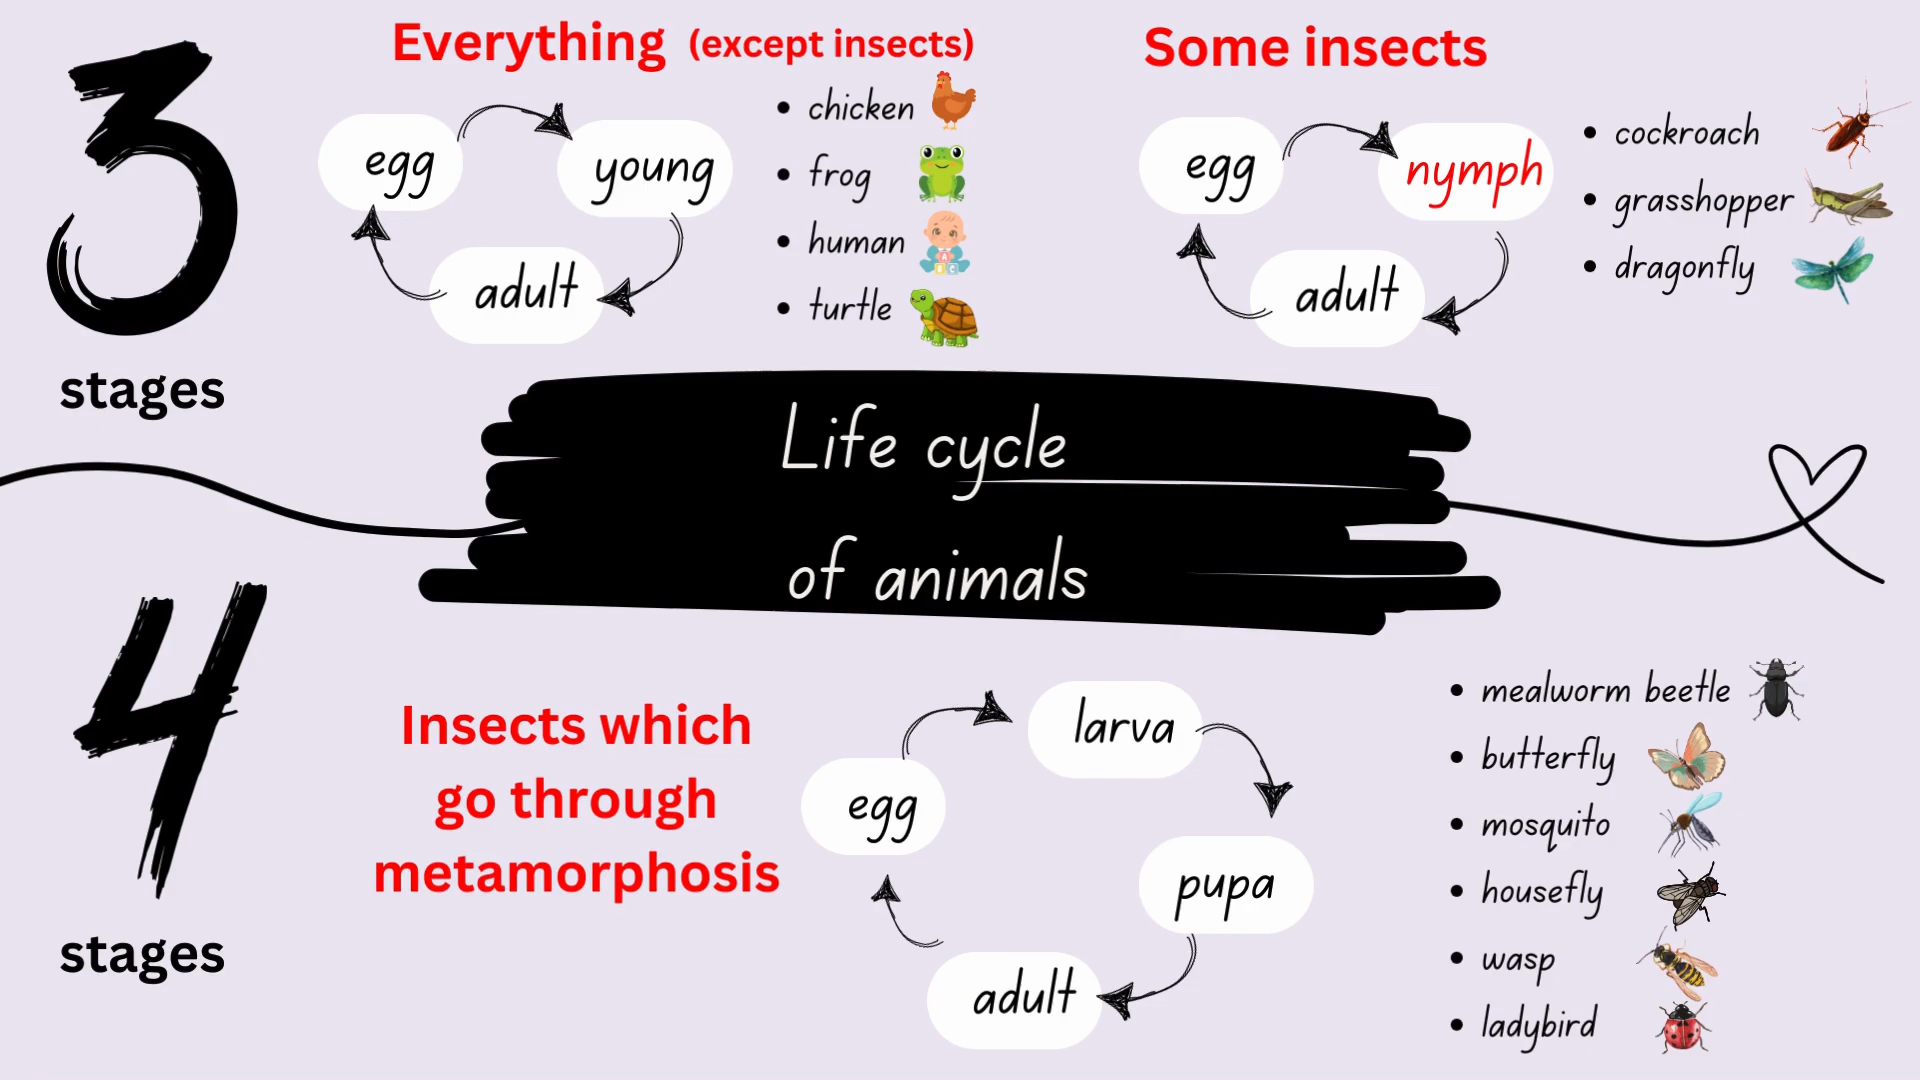 3
stages
Everything (except insects)
egg
young
adult
• chicken
• frog
• human
• turtle
Some insects
egg
nymph
adult
• cockroach
• grasshopper
• dragonfly
Life cycle
of animals
4
stages
Insects which
go through
metamorphosis
egg
larva
pupa
adult
• mealworm beetle
• butterfly
• mosquito
• housefly
• wasp
• ladybird